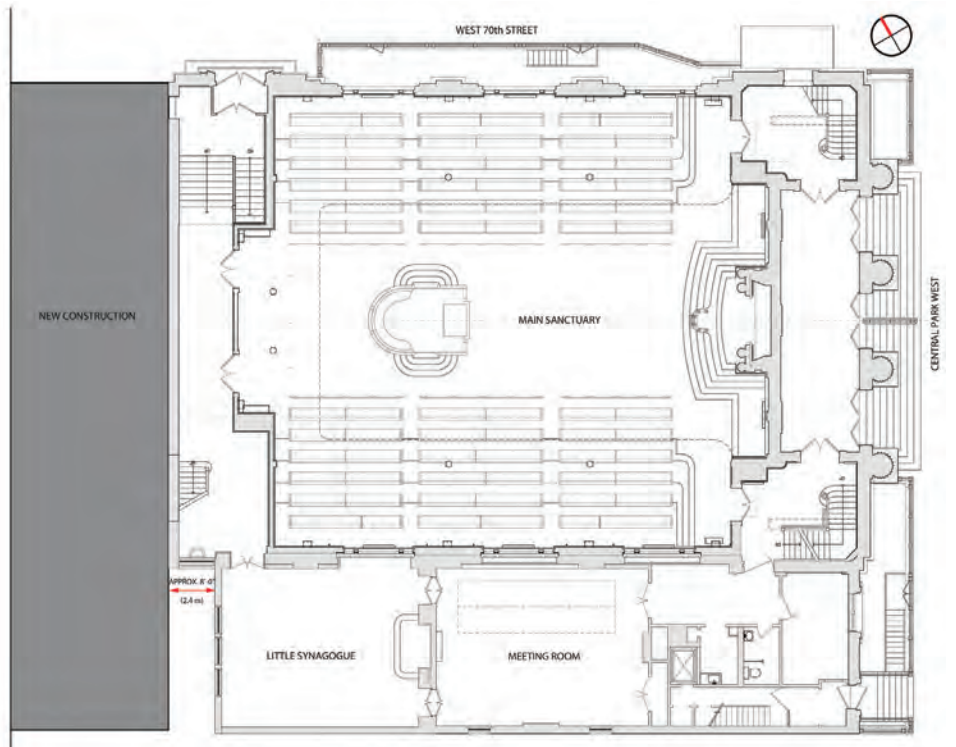 WEST 70th STREET
NEW CONSTRUCTION
MAIN SANCTUARY
CENTRAL PARK WEST
APPROX. 8'-0"
(2.4 m)
LITTLE SYNAGOGUE
MEETING ROOM